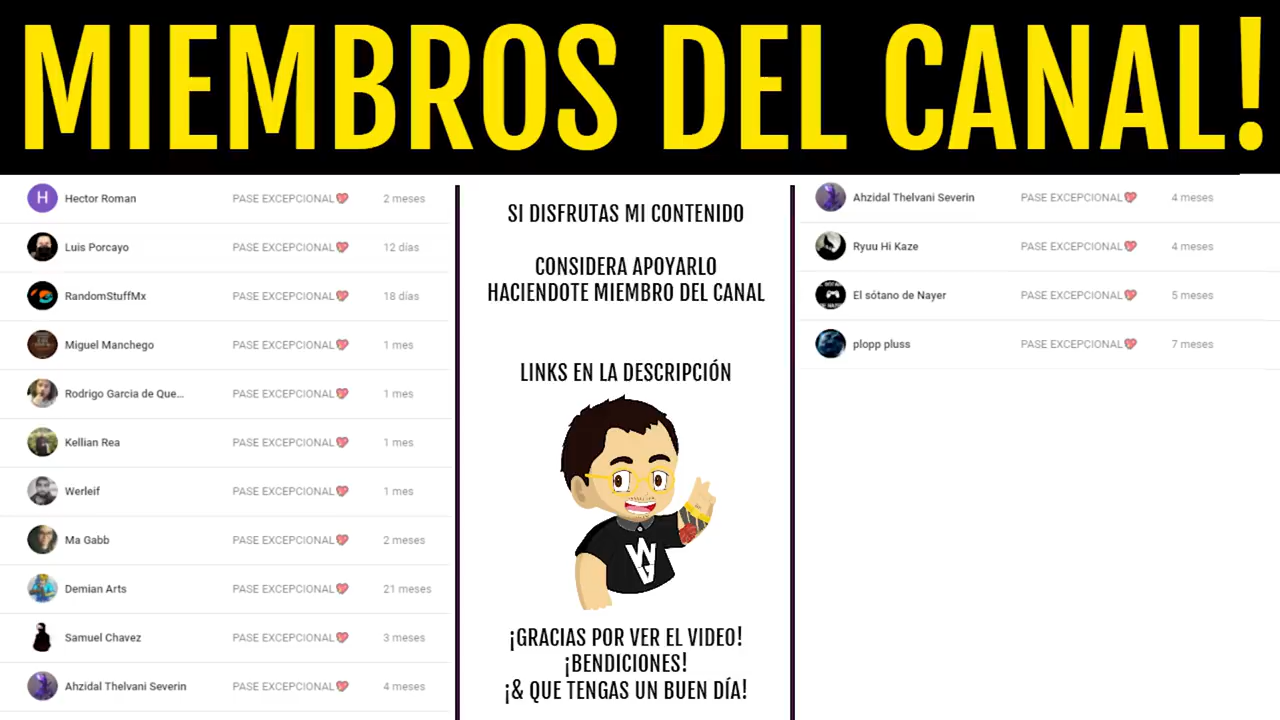 MIEMBROS DEL CANAL!
H Hector Roman PASE EXCEPCIONAL💖 2 meses
Luis Porcayo PASE EXCEPCIONAL💖 12 días
RandomStuffMx PASE EXCEPCIONAL💖 18 días
Miguel Manchego PASE EXCEPCIONAL💖 1 mes
Rodrigo Garcia de Que... PASE EXCEPCIONAL💖 1 mes
Kellian Rea PASE EXCEPCIONAL💖 1 mes
Werleif PASE EXCEPCIONAL💖 1 mes
Ma Gabb PASE EXCEPCIONAL💖 2 meses
Demian Arts PASE EXCEPCIONAL💖 21 meses
Samuel Chavez PASE EXCEPCIONAL💖 3 meses
Ahzidal Thelvani Severin PASE EXCEPCIONAL💖 4 meses
SI DISFRUTAS MI CONTENIDO
CONSIDERA APOYARLO
HACIENDOTE MIEMBRO DEL CANAL
LINKS EN LA DESCRIPCIÓN
¡GRACIAS POR VER EL VIDEO!
¡BENDICIONES!
¡& QUE TENGAS UN BUEN DÍA!
Ahzidal Thelvani Severin PASE EXCEPCIONAL💖 4 meses
Ryuu Hi Kaze PASE EXCEPCIONAL💖 4 meses
El sótano de Nayer PASE EXCEPCIONAL💖 5 meses
plopp pluss PASE EXCEPCIONAL💖 7 meses